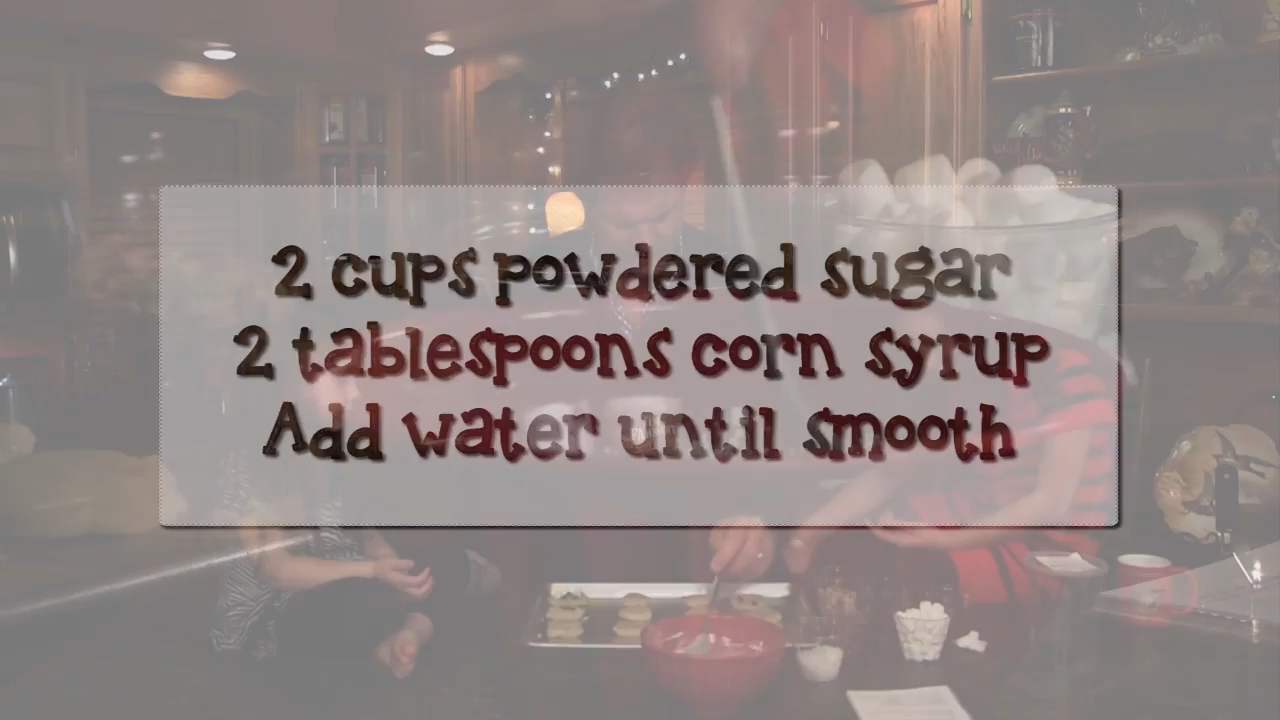 2 cups powdered sugar
2 tablespoons corn syrup
Add water until smooth